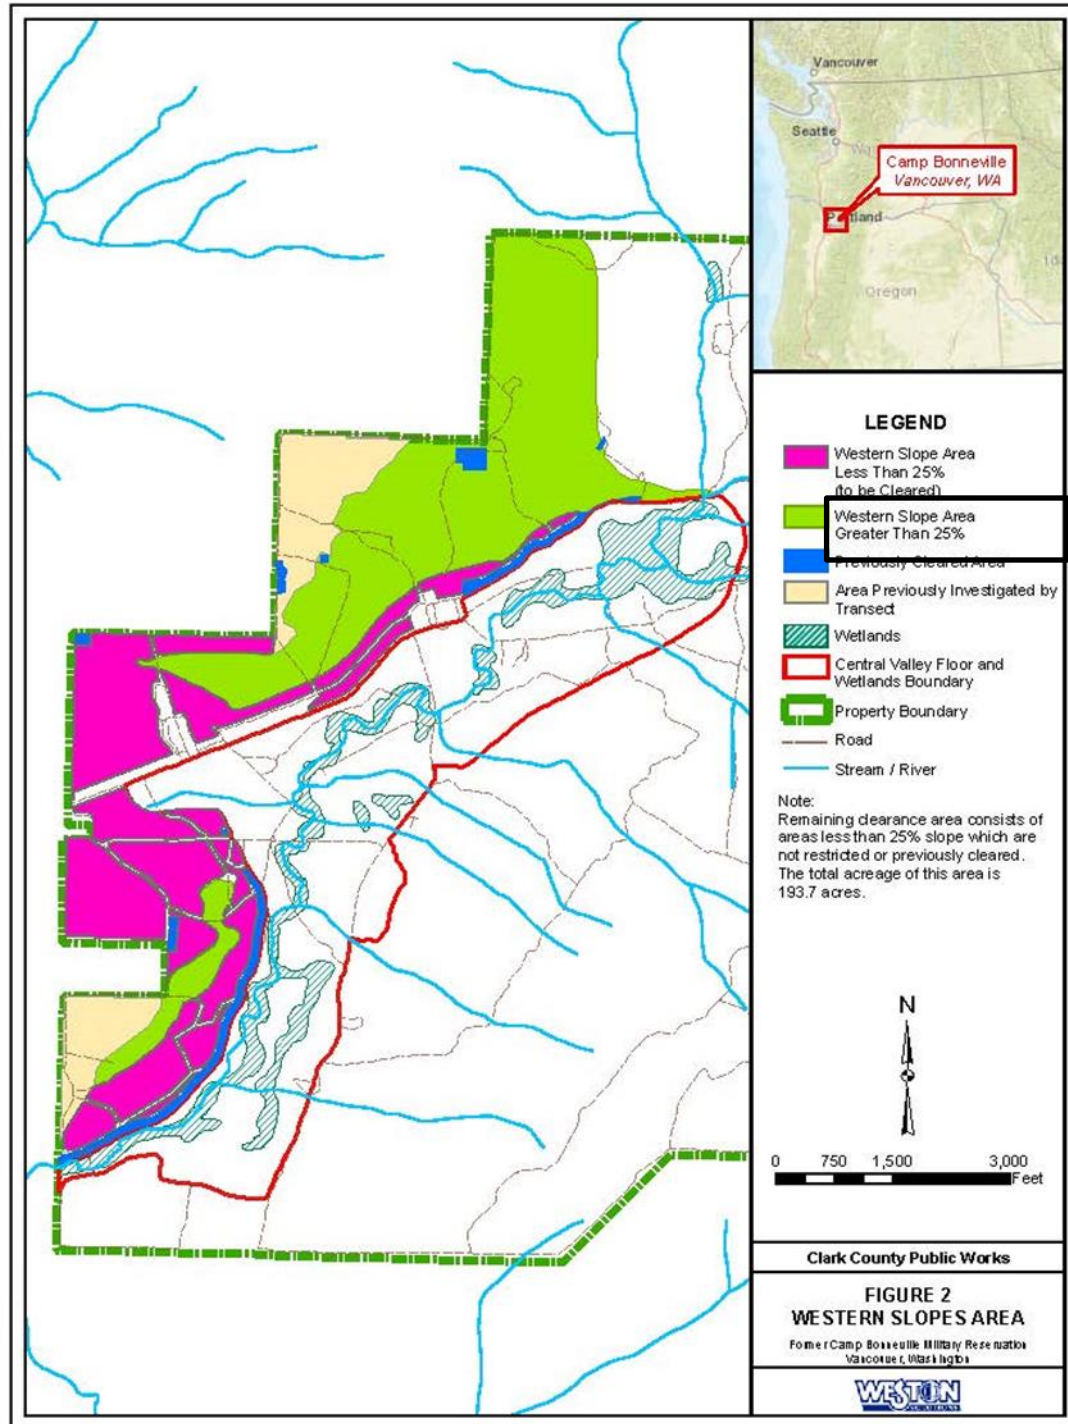 Vancouver
Seattle
Camp Bonneville
Vancouver, WA
Portland
Oregon
LEGEND
Western Slope Area
Less Than 25%
(to be Cleared)
Western Slope Area
Greater Than 25%
Previously Cleared Area
Area Previously Investigated by
Transect
Wetlands
Central Valley Floor and
Wetlands Boundary
Property Boundary
Road
Stream / River
Note:
Remaining clearance area consists of
areas less than 25% slope which are
not restricted or previously cleared.
The total acreage of this area is
193.7 acres.
N
0 750 1,500 3,000
Feet
Clark County Public Works
FIGURE 2
WESTERN SLOPES AREA
Former Camp Bonneville Military Reservation
Vancouver, Washington
WESTON
SOLUTIONS